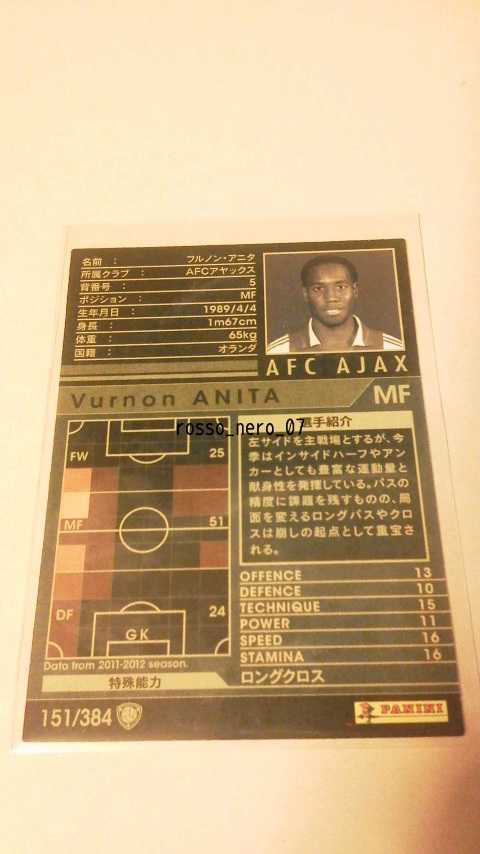 名前 ： フルノン・アニタ
所属クラブ ： AFCアヤックス
背番号 ： 5
ポジション ： MF
生年月日 ： 1989/4/4
身長 ： 1m67cm
体重 ： 65kg
国籍 ： オランダ
AFC AJAX
Vurnon ANITA MF
rosso_nero_07
選手紹介
FW 25
MF 51
DF 24
GK
Data from 2011-2012 season.
左サイドを主戦場とするが、今
季はインサイドハーフやアン
カーとしても豊富な運動量と
献身性を発揮している。パスの
精度に課題を残すものの、局
面を変えるロングパスやクロ
スは崩しの起点として重宝さ
れる。
OFFENCE 13
DEFENCE 10
TECHNIQUE 15
POWER 11
SPEED 16
STAMINA 16
特殊能力 ロングクロス
151/384
PANINI